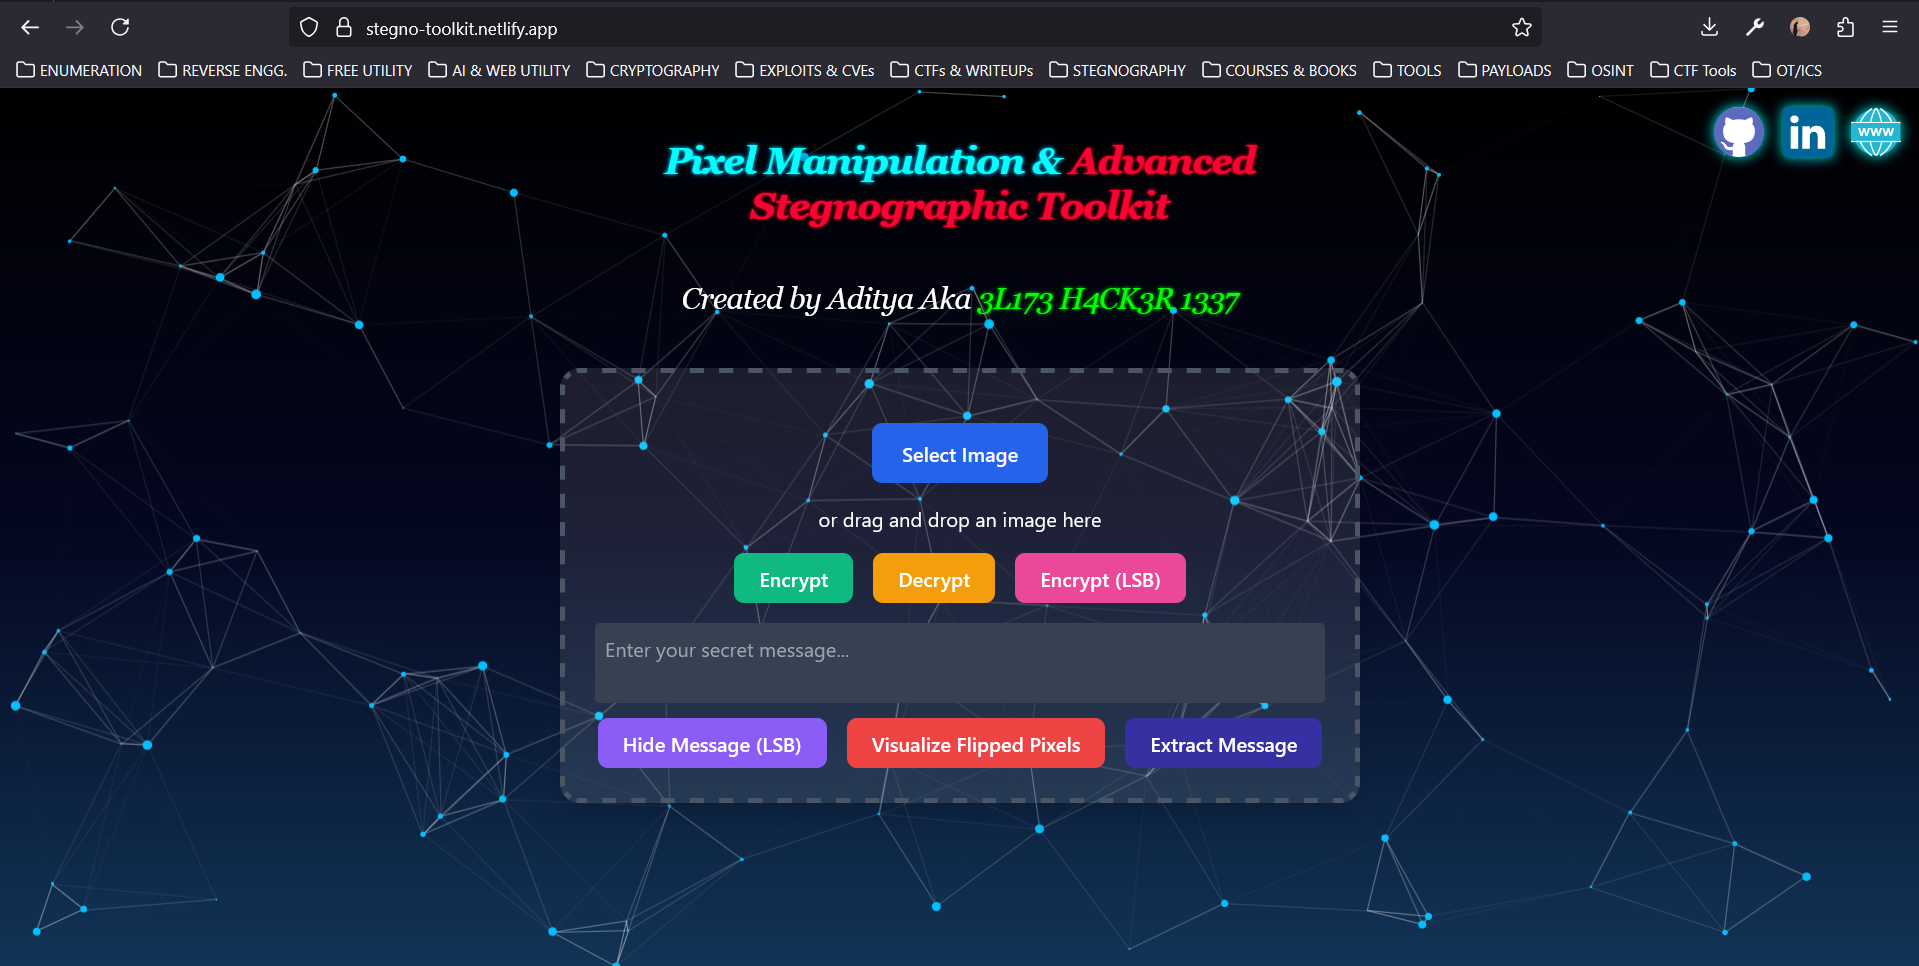 stegno-toolkit.netlify.app
ENUMERATION REVERSE ENGG. FREE UTILITY AI & WEB UTILITY CRYPTOGRAPHY EXPLOITS & CVEs CTFs & WRITEUPs STEGNOGRAPHY COURSES & BOOKS TOOLS PAYLOADS OSINT CTF Tools OT/ICS
in WWW
Pixel Manipulation & Advanced
Stegnographic Toolkit
Created by Aditya Aka 3L173 H4CK3R 1337
Select Image
or drag and drop an image here
Encrypt Decrypt Encrypt (LSB)
Enter your secret message...
Hide Message (LSB) Visualize Flipped Pixels Extract Message